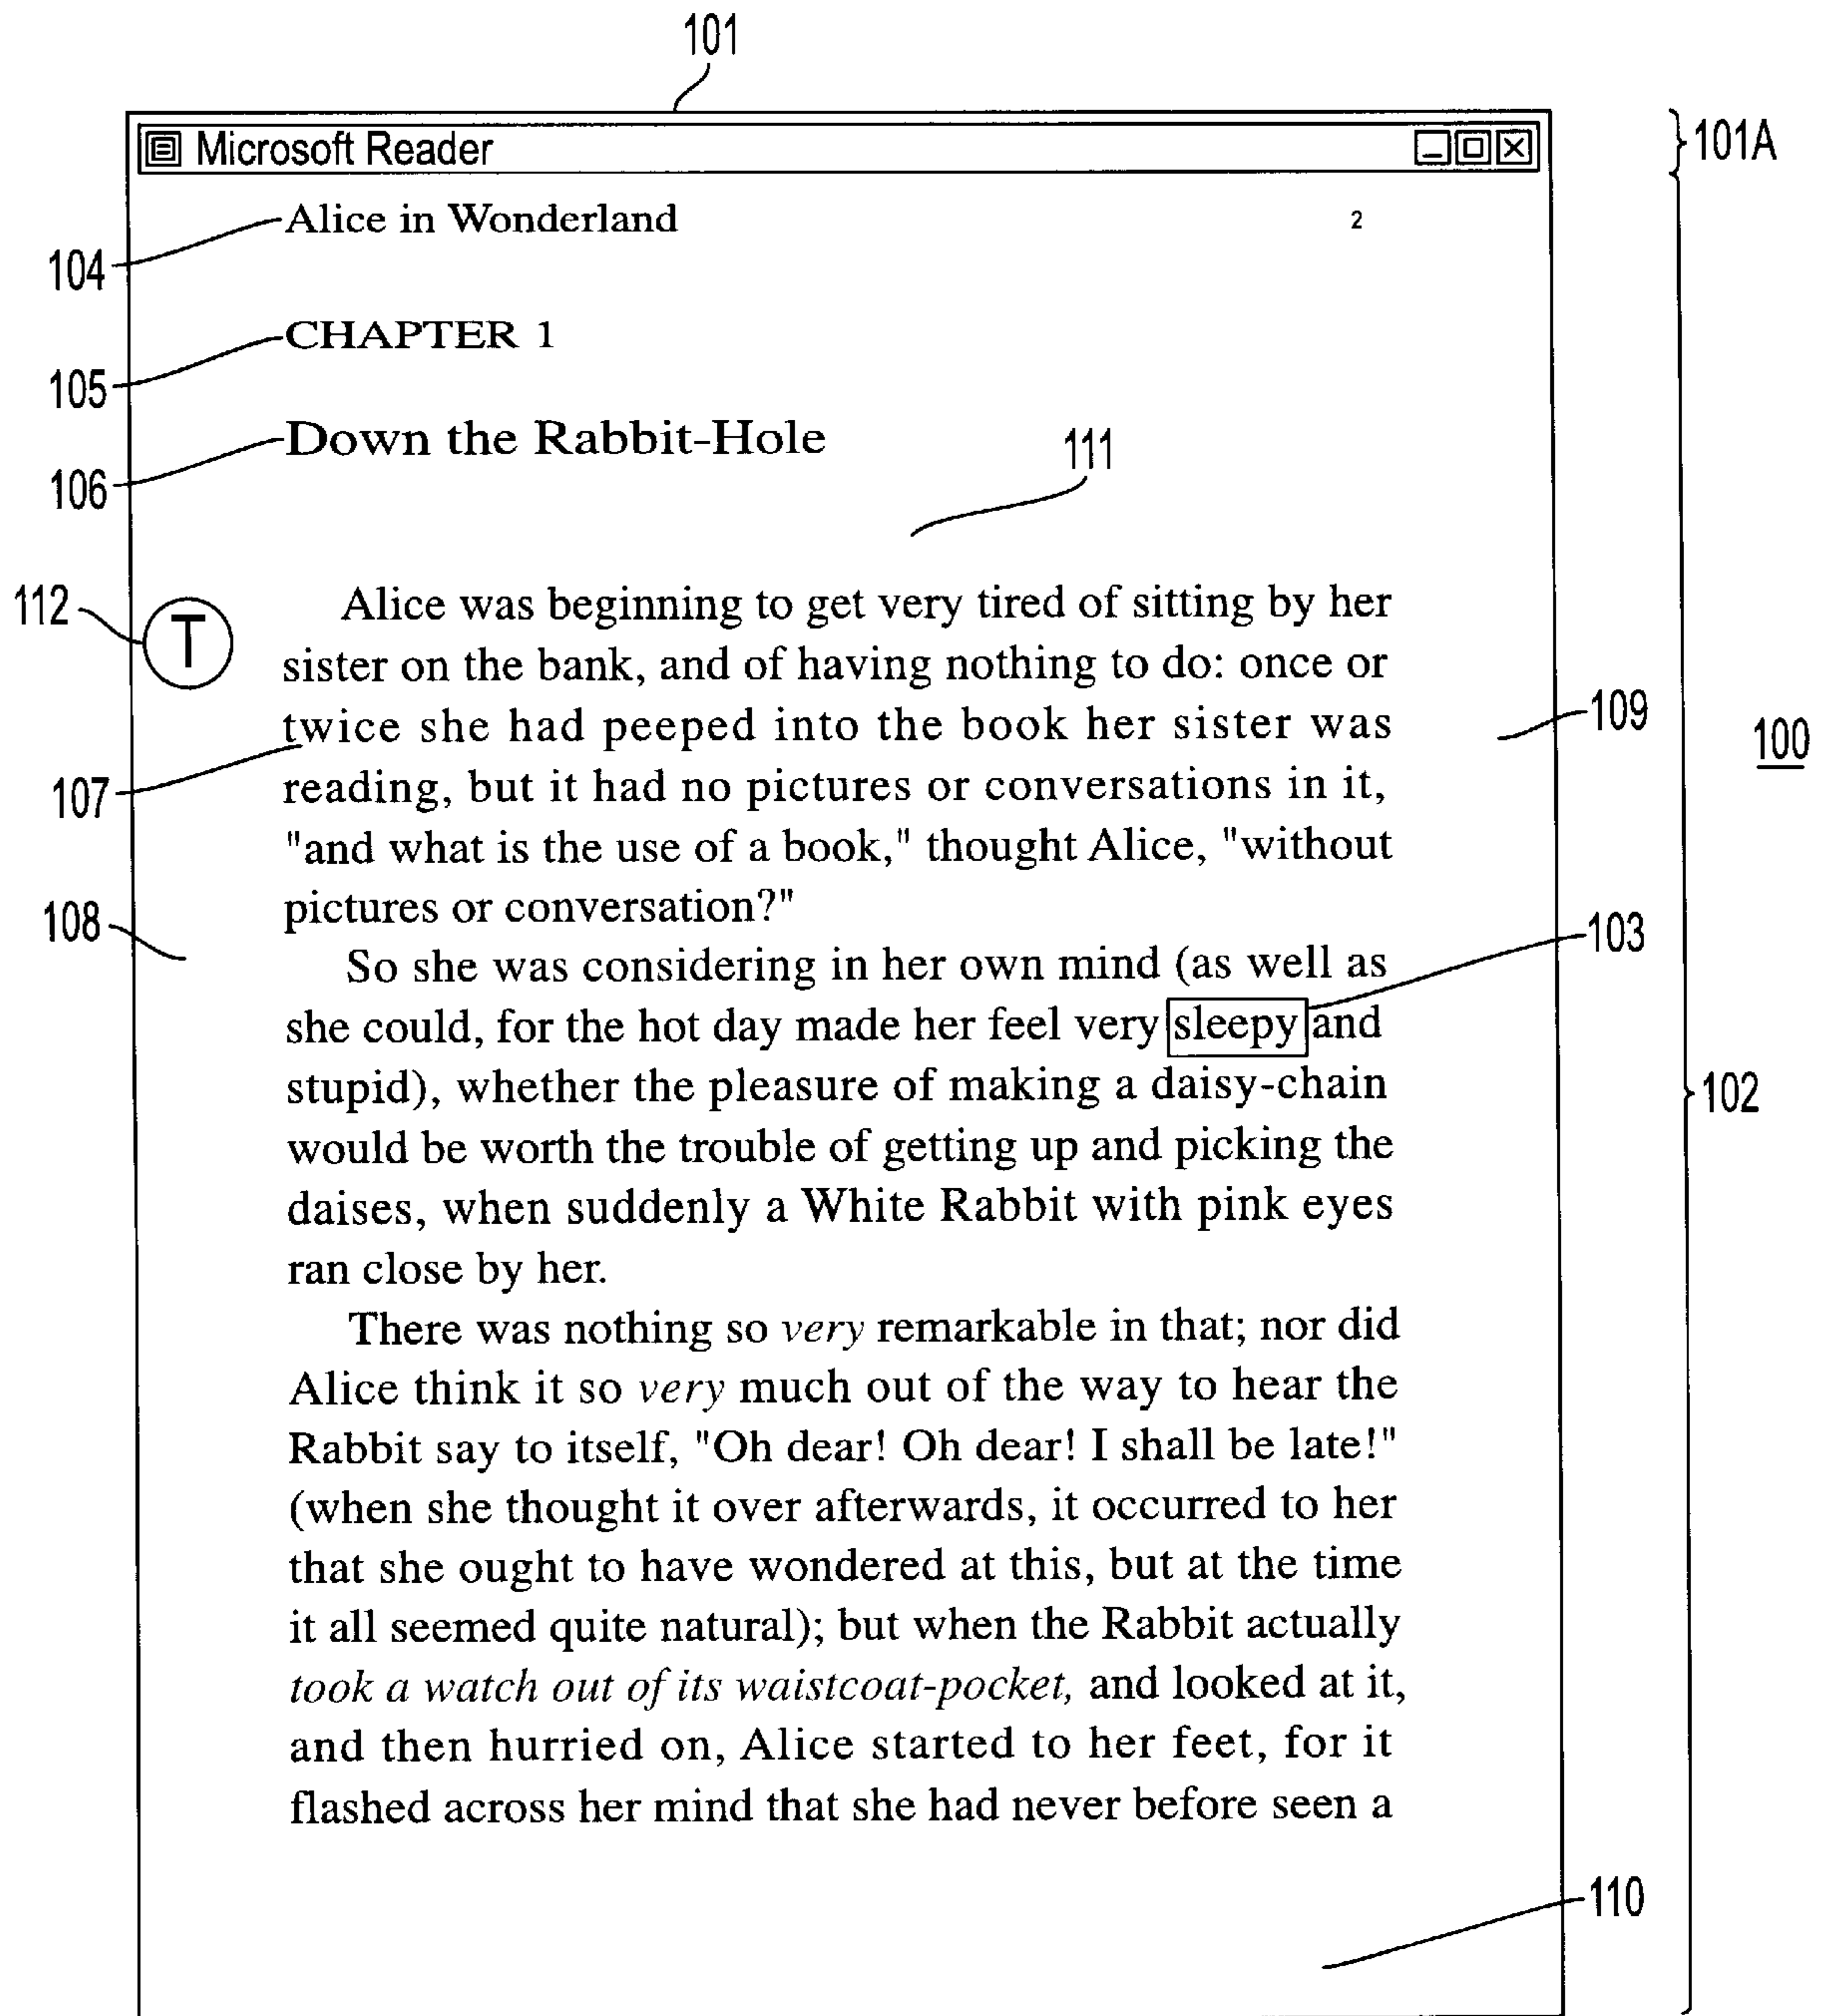 101
Microsoft Reader
101A
Alice in Wonderland 2
104
CHAPTER 1
105
Down the Rabbit-Hole
111
106
112
T
Alice was beginning to get very tired of sitting by her
sister on the bank, and of having nothing to do: once or
twice she had peeped into the book her sister was
109
100
107
reading, but it had no pictures or conversations in it,
"and what is the use of a book," thought Alice, "without
pictures or conversation?"
108
103
So she was considering in her own mind (as well as
she could, for the hot day made her feel very sleepy and
stupid), whether the pleasure of making a daisy-chain
102
would be worth the trouble of getting up and picking the
daises, when suddenly a White Rabbit with pink eyes
ran close by her.
There was nothing so very remarkable in that; nor did
Alice think it so very much out of the way to hear the
Rabbit say to itself, "Oh dear! Oh dear! I shall be late!"
(when she thought it over afterwards, it occurred to her
that she ought to have wondered at this, but at the time
it all seemed quite natural); but when the Rabbit actually
took a watch out of its waistcoat-pocket, and looked at it,
and then hurried on, Alice started to her feet, for it
flashed across her mind that she had never before seen a
110